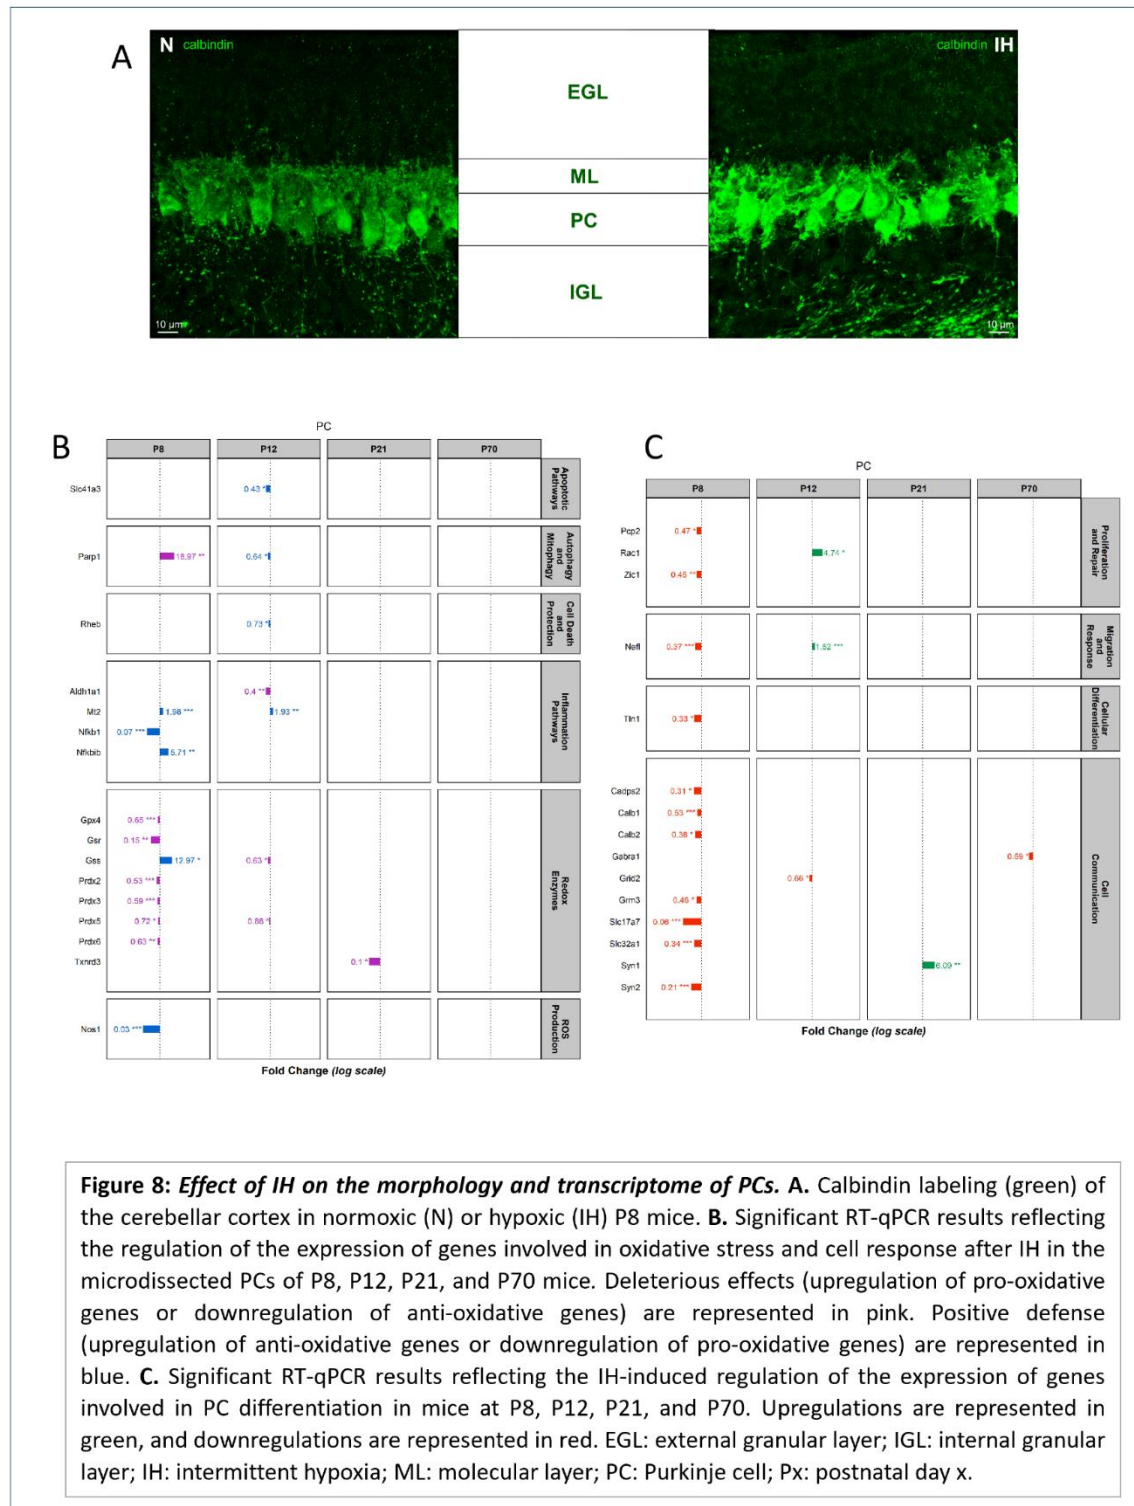 A
N calbindin
calbindin IH
EGL
ML
PC
IGL
10 µm
10 µm
B
PC
P8 P12 P21 P70
Slc41a3 0.43 * Apoptotic Pathways
Parp1 18.97 ** 0.64 * Autophagy and Mitophagy
Rheb 0.73 * Cell Death and Protection
Aldh1a1 0.4 ** Inflammation Pathways
Mt2 1.98 *** 1.93 **
Nfkb1 0.07 ***
Nfkbib 5.71 **
Gpx4 0.65 *** Redox Enzymes
Gsr 0.15 **
Gss 12.97 * 0.63 *
Prdx2 0.53 ***
Prdx3 0.59 ***
Prdx5 0.72 * 0.86 *
Prdx6 0.63 **
Txnrd3 0.1 *
Nos1 0.03 *** ROS Production
Fold Change (log scale)
C
PC
P8 P12 P21 P70
Pcp2 0.47 * Proliferation and Repair
Rac1 4.74 *
Zic1 0.45 **
Nefl 0.37 *** 1.52 *** Migration and Response
Tln1 0.33 * Cellular Differentiation
Cadps2 0.31 * Cell Communication
Calb1 0.53 ***
Calb2 0.38 *
Gabra1 0.59 *
Grid2 0.66 *
Grm3 0.46 *
Slc17a7 0.06 ***
Slc32a1 0.34 ***
Syn1 6.09 **
Syn2 0.21 ***
Fold Change (log scale)
Figure 8: Effect of IH on the morphology and transcriptome of PCs. A. Calbindin labeling (green) of
the cerebellar cortex in normoxic (N) or hypoxic (IH) P8 mice. B. Significant RT-qPCR results reflecting
the regulation of the expression of genes involved in oxidative stress and cell response after IH in the
microdissected PCs of P8, P12, P21, and P70 mice. Deleterious effects (upregulation of pro-oxidative
genes or downregulation of anti-oxidative genes) are represented in pink. Positive defense
(upregulation of anti-oxidative genes or downregulation of pro-oxidative genes) are represented in
blue. C. Significant RT-qPCR results reflecting the IH-induced regulation of the expression of genes
involved in PC differentiation in mice at P8, P12, P21, and P70. Upregulations are represented in
green, and downregulations are represented in red. EGL: external granular layer; IGL: internal granular
layer; IH: intermittent hypoxia; ML: molecular layer; PC: Purkinje cell; Px: postnatal day x.